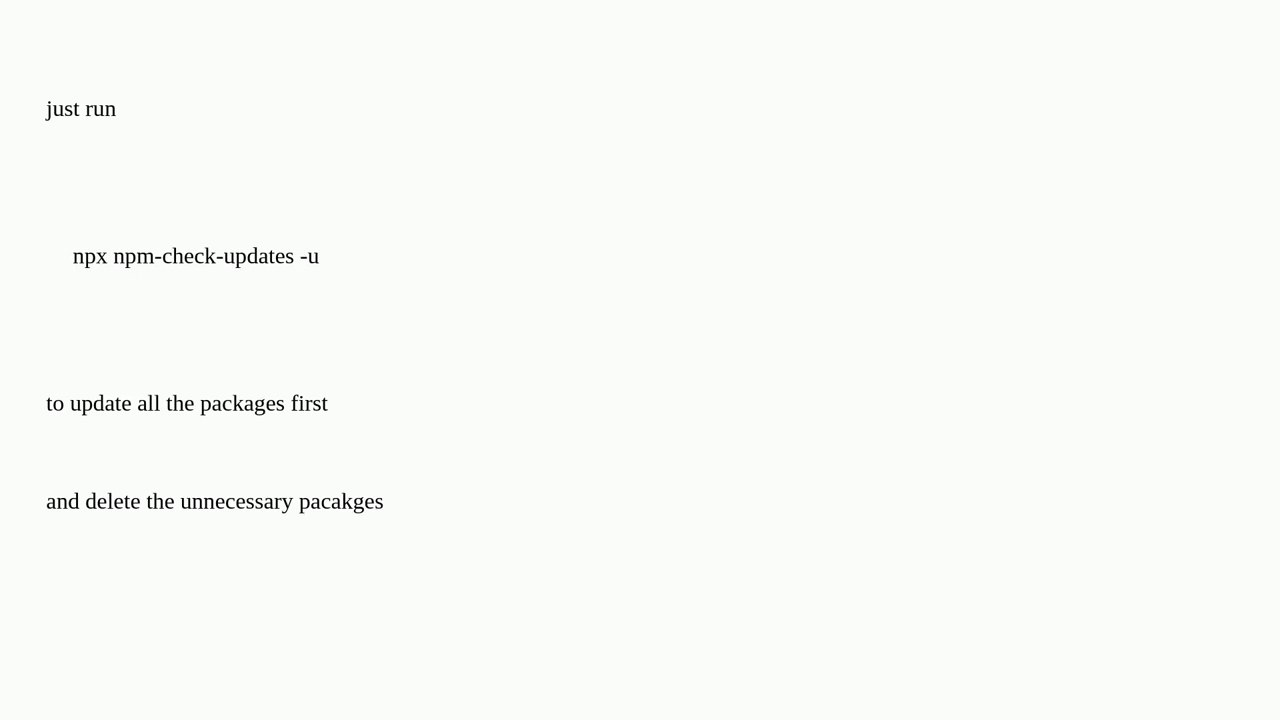 just run
npx npm-check-updates -u
to update all the packages first
and delete the unnecessary pacakges